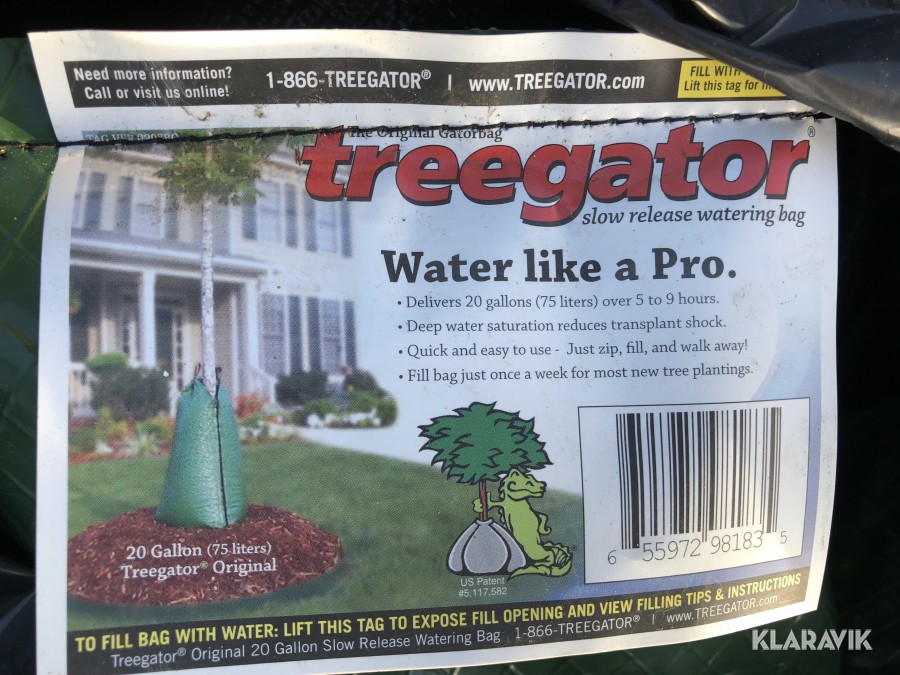 Need more information? 1-866-TREEGATOR® | www.TREEGATOR.com FILL WITH
Call or visit us online! Lift this tag for
The Original Gatorbag
treegator®
slow release watering bag
Water like a Pro.
• Delivers 20 gallons (75 liters) over 5 to 9 hours.
• Deep water saturation reduces transplant shock.
• Quick and easy to use - Just zip, fill, and walk away!
• Fill bag just once a week for most new tree plantings.
20 Gallon (75 liters)
Treegator® Original
US Patent
#5,117,582
6 55972 98183 5
TO FILL BAG WITH WATER: LIFT THIS TAG TO EXPOSE FILL OPENING AND VIEW FILLING TIPS & INSTRUCTIONS
Treegator® Original 20 Gallon Slow Release Watering Bag 1-866-TREEGATOR® | www.TREEGATOR.com
KLARAVIK